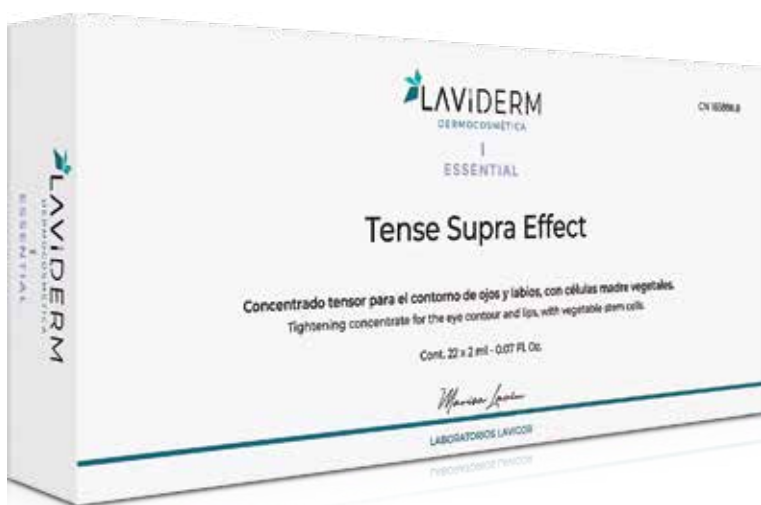 LAVIDERM
DERMOCOSMÉTICA
ESSENTIAL
Tense Supra Effect
Concentrado tensor para el contorno de ojos y labios, con células madre vegetales.
Tightening concentrate for the eye contour and lips, with vegetable stem cells.
Cont. 22 x 2 ml - 0.07 Fl. Oz.
LABORATORIOS LAVICOR
CN
LAVIDERM
DERMOCOSMÉTICA
ESSENTIAL